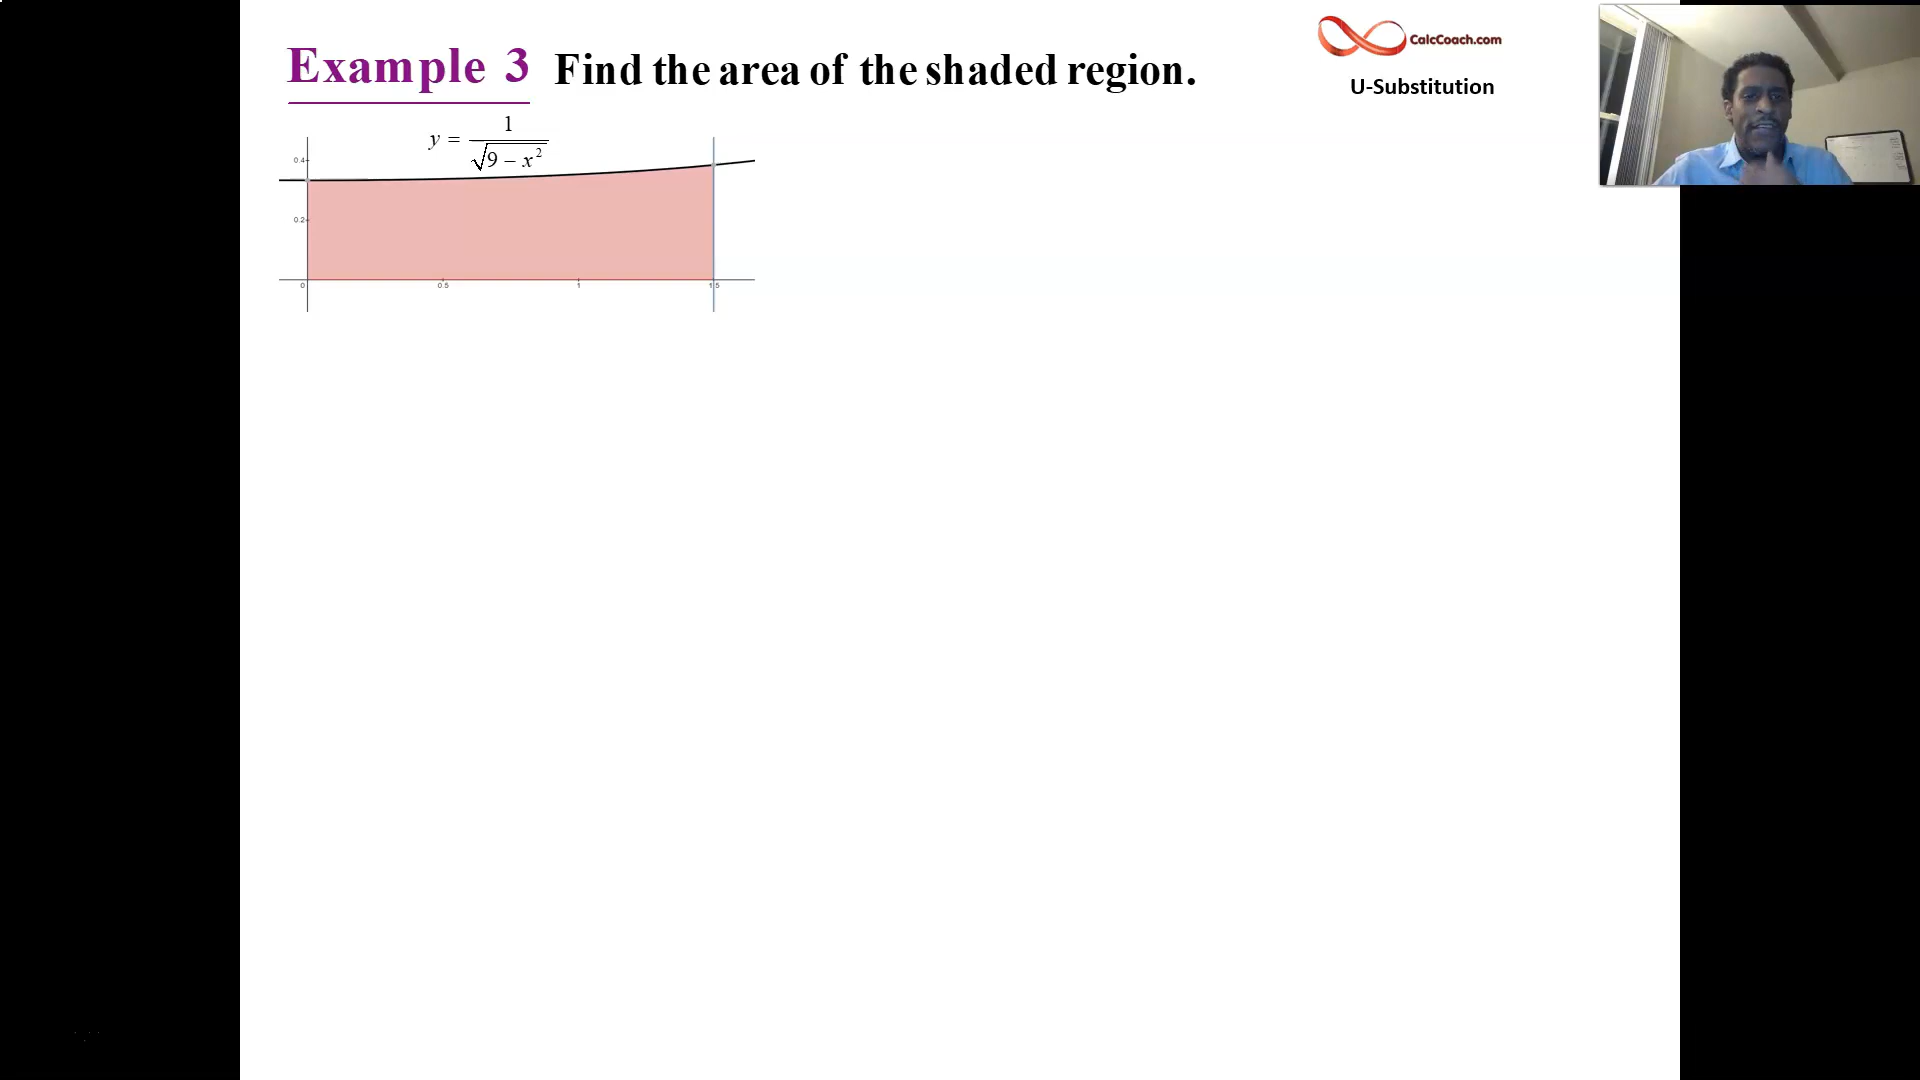 Example 3 Find the area of the shaded region.
CalcCoach.com
U-Substitution
y = 1/√(9 − x²)
0.4
0.2
0 0.5 1 1.5